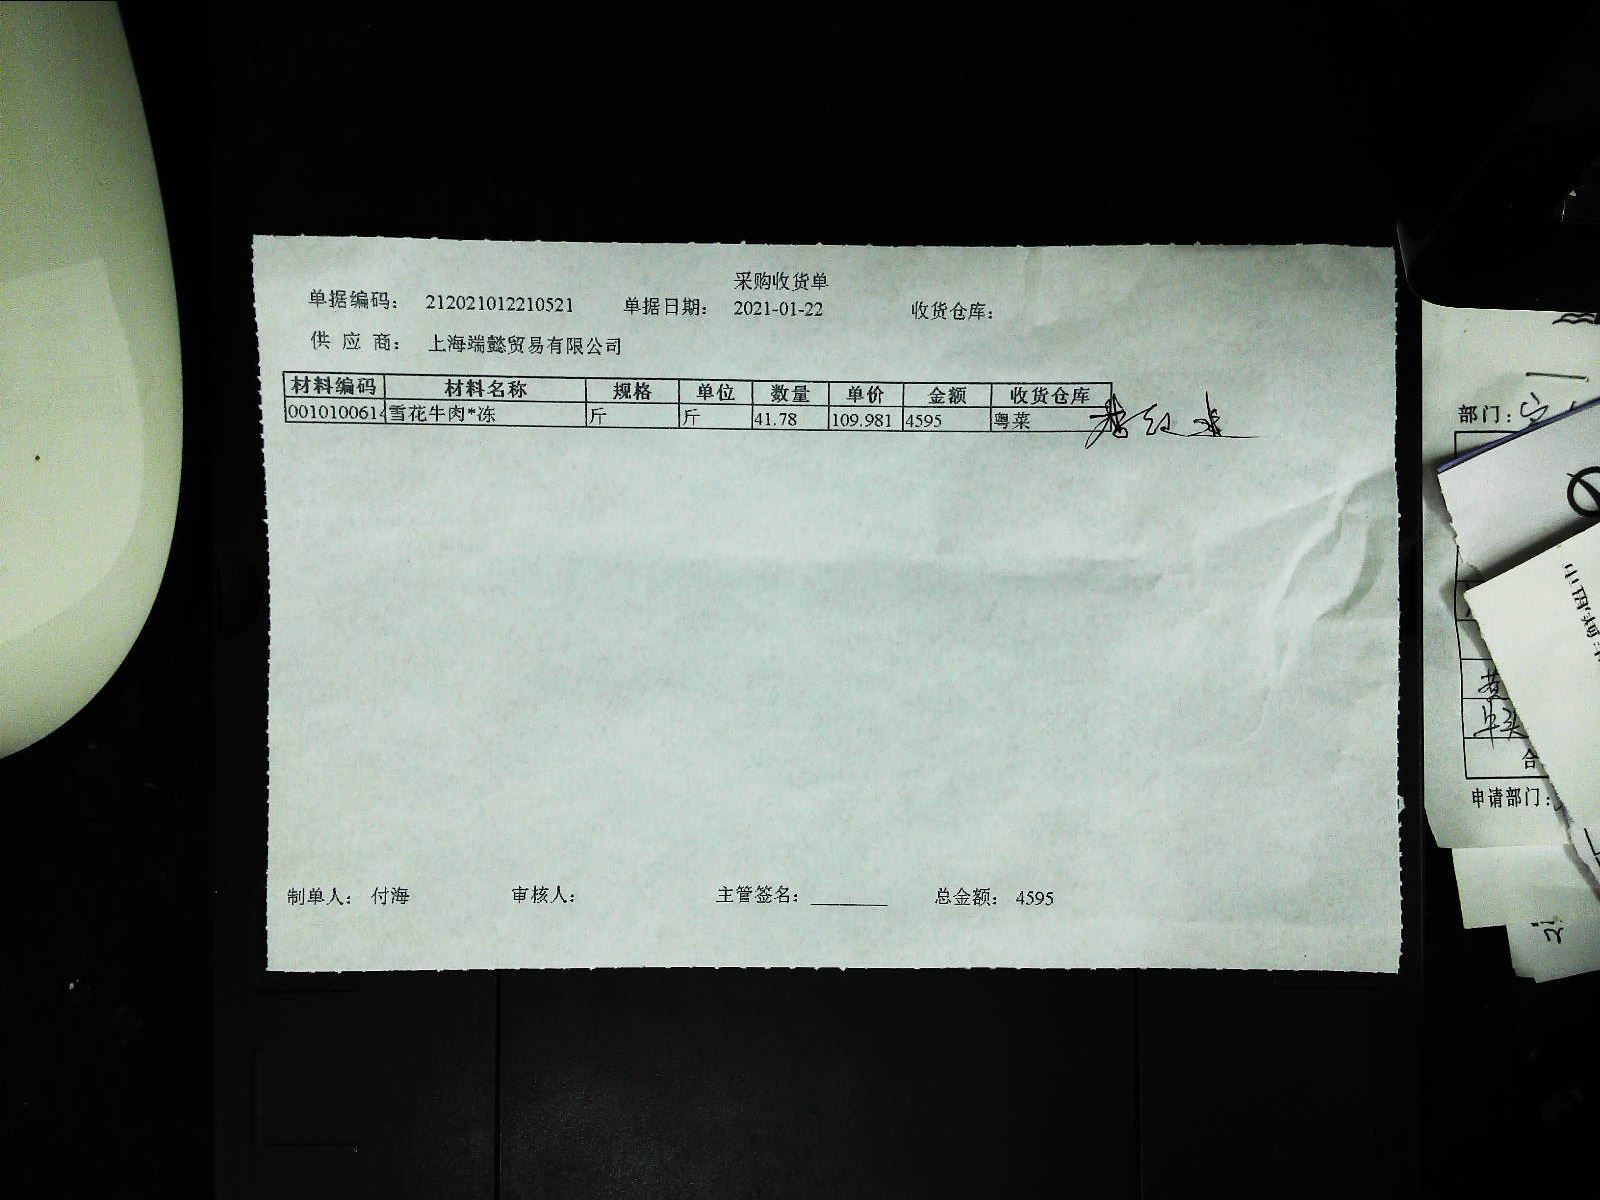 采购收货单
单据编码： 212021012210521 单据日期： 2021-01-22 收货仓库：
供 应 商： 上海端懿贸易有限公司
材料编码 材料名称 规格 单位 数量 单价 金额 收货仓库
0010100614 雪花牛肉*冻 斤 斤 41.78 109.981 4595 粤菜
制单人： 付海 审核人： 主管签名： 总金额： 4595
部门：
合
申请部门：